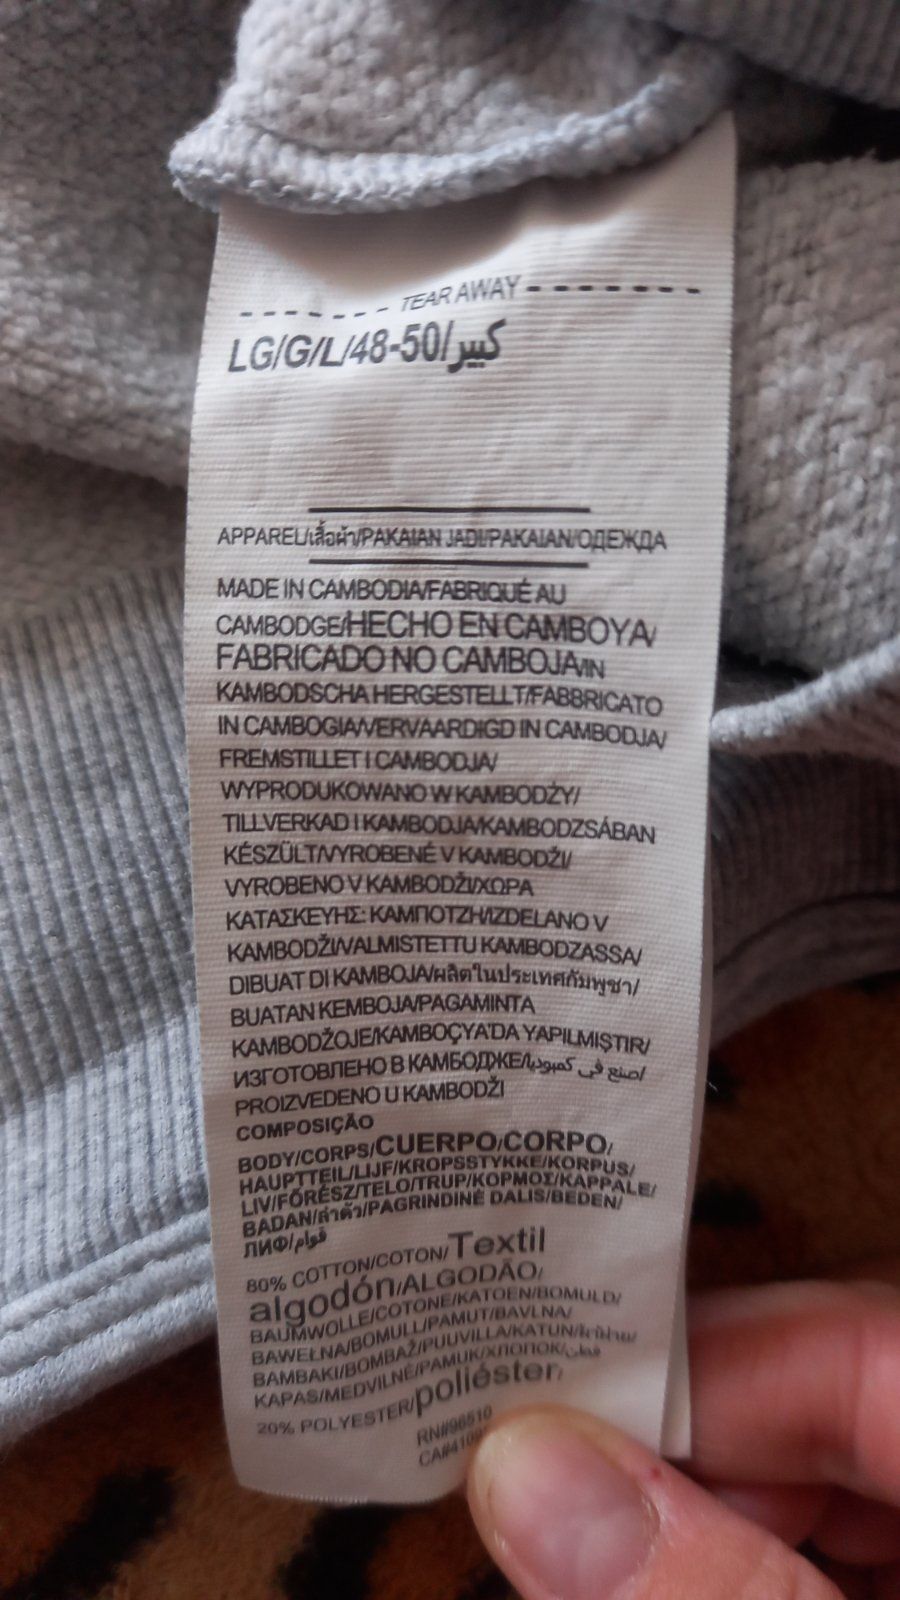 TEAR AWAY
LG/G/L/48-50/كبير
APPAREL/เสื้อผ้า/PAKAIAN JADI/PAKAIAN/ОДЕЖДА
MADE IN CAMBODIA/FABRIQUÉ AU
CAMBODGE/HECHO EN CAMBOYA/
FABRICADO NO CAMBOJA/IN
KAMBODSCHA HERGESTELLT/FABBRICATO
IN CAMBOGIA/VERVAARDIGD IN CAMBODJA/
FREMSTILLET I CAMBODJA/
WYPRODUKOWANO W KAMBODŻY/
TILLVERKAD I KAMBODJA/KAMBODZSÁBAN
KÉSZÜLT/VYROBENÉ V KAMBODŽI/
VYROBENO V KAMBODŽI/ΧΩΡΑ
ΚΑΤΑΣΚΕΥΗΣ: ΚΑΜΠΟΤΖΗ/IZDELANO V
KAMBODŽI/VALMISTETTU KAMBODZASSA/
DIBUAT DI KAMBOJA/ผลิตในประเทศกัมพูชา/
BUATAN KEMBOJA/PAGAMINTA
KAMBODŽOJE/KAMBOÇYA'DA YAPILMIŞTIR/
ИЗГОТОВЛЕНО В КАМБОДЖЕ/صنع في كمبوديا/
PROIZVEDENO U KAMBODŽI
COMPOSIÇÃO
BODY/CORPS/CUERPO/CORPO/
HAUPTTEIL/LIJF/KROPSSTYKKE/KORPUS/
LIV/FŐRÉSZ/TELO/TRUP/ΚΟΡΜΟΣ/KAPPALE/
BADAN/ลำตัว/PAGRINDINĖ DALIS/BEDEN/
ЛИФ/قوام/
80% COTTON/COTON/Textil
algodón/ALGODÃO/
BAUMWOLLE/COTONE/KATOEN/BOMULD/
BAWEŁNA/BOMULL/PAMUT/BAVLNA/
BAMBAKI/BOMBAŽ/PUUVILLA/KATUN/ผ้าฝ้าย/
KAPAS/MEDVILNĖ/PAMUK/ХЛОПОК/قطن/
20% POLYESTER/poliéster/
RN#96510